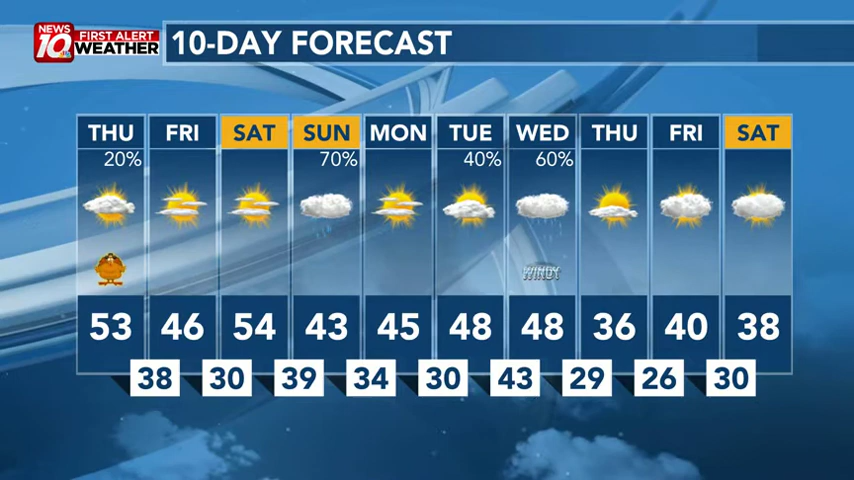 NEWS
10
FIRST ALERT
WEATHER
10-DAY FORECAST
THU FRI SAT SUN MON TUE WED THU FRI SAT
20% 70% 40% 60%
WINDY
53 46 54 43 45 48 48 36 40 38
38 30 39 34 30 43 29 26 30